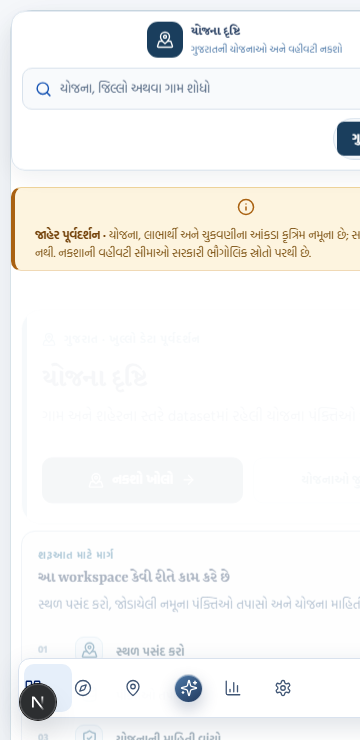 યોજના દૃષ્ટિ
ગુજરાતની યોજનાઓ અને વહીવટી નકશો
યોજના, જિલ્લો અથવા ગામ શોધો
જાહેર પૂર્વદર્શન · યોજના, લાભાર્થી અને ચુકવણીના આંકડા કૃત્રિમ નમૂના છે;
નથી. નકશાની વહીવટી સીમાઓ સરકારી ભૌગોલિક સ્રોતો પરથી છે.
યોજના દૃષ્ટિ
નકશો ખોલો →
શરૂઆત માટે માર્ગ
આ workspace કેવી રીતે કામ કરે છે
સ્થળ પસંદ કરો, જોડાયેલી નમૂના પંક્તિઓ તપાસો અને યોજના
01 સ્થળ પસંદ કરો
N
03 યોજનાની માહિતી વાંચો